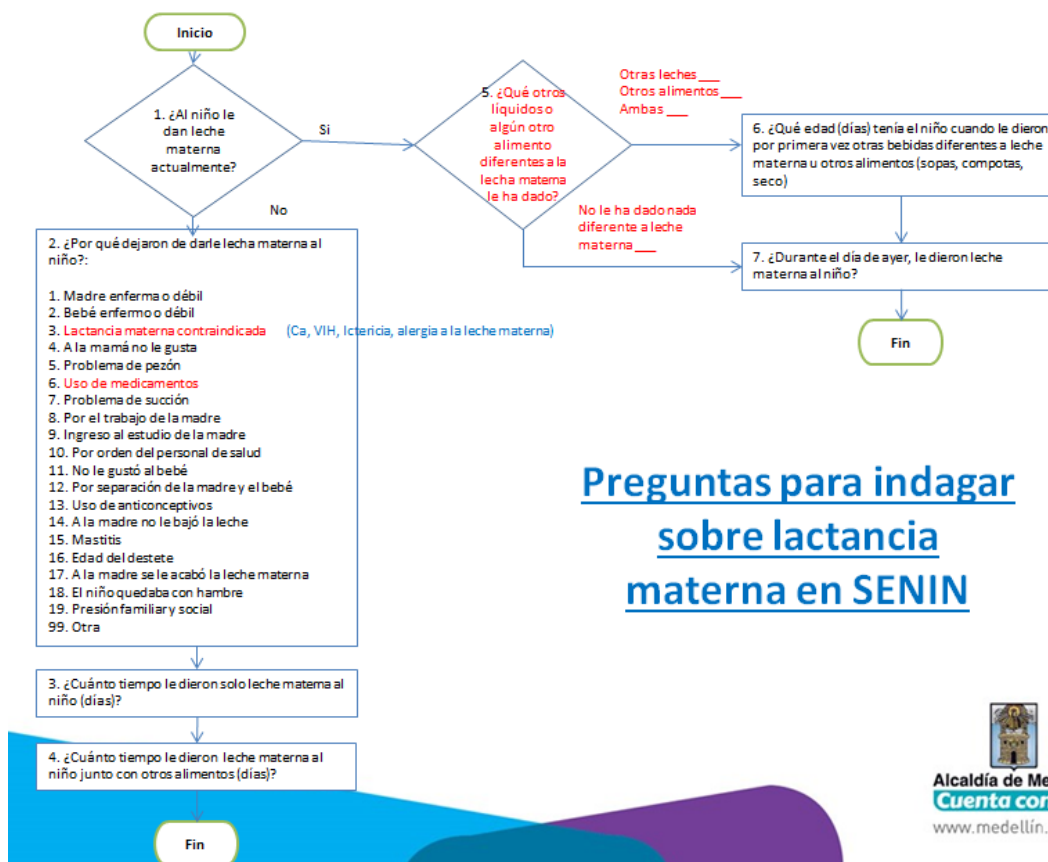 Inicio
1. ¿Al niño le
dan leche
materna
actualmente?
Si
No
5. ¿Qué otros
líquidos o
algún otro
alimento
diferentes a la
lecha materna
le ha dado?
Otras leches ___
Otros alimentos ___
Ambas ___
No le ha dado nada
diferente a leche
materna ___
6. ¿Qué edad (días) tenía el niño cuando le dieron
por primera vez otras bebidas diferentes a leche
materna u otros alimentos (sopas, compotas,
seco)
7. ¿Durante el día de ayer, le dieron leche
materna al niño?
Fin
2. ¿Por qué dejaron de darle lecha materna al
niño?:
1. Madre enferma o débil
2. Bebé enfermo o débil
3. Lactancia materna contraindicada (Ca, VIH, Ictericia, alergia a la leche materna)
4. A la mamá no le gusta
5. Problema de pezón
6. Uso de medicamentos
7. Problema de succión
8. Por el trabajo de la madre
9. Ingreso al estudio de la madre
10. Por orden del personal de salud
11. No le gustó al bebé
12. Por separación de la madre y el bebé
13. Uso de anticonceptivos
14. A la madre no le bajó la leche
15. Mastitis
16. Edad del destete
17. A la madre se le acabó la leche materna
18. El niño quedaba con hambre
19. Presión familiar y social
99. Otra
3. ¿Cuánto tiempo le dieron solo leche materna al
niño (días)?
4. ¿Cuánto tiempo le dieron leche materna al
niño junto con otros alimentos (días)?
Fin
Preguntas para indagar
sobre lactancia
materna en SENIN
Alcaldía de Me
Cuenta con
www.medellín.